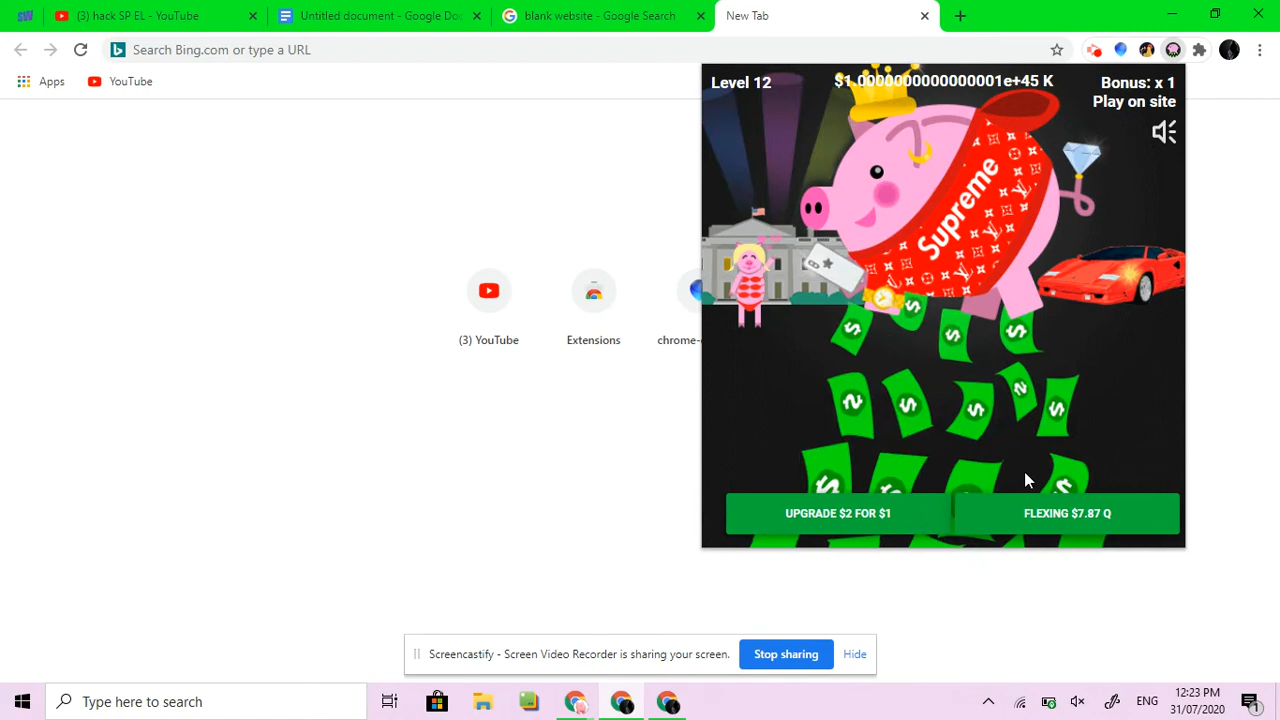 (3) hack SP EL - YouTube
Untitled document - Google Doc
blank website - Google Search
New Tab
Search Bing.com or type a URL
Apps
YouTube
Level 12
$1.0000000000000001e+45 K
Bonus: x 1
Play on site
Supreme
(3) YouTube
Extensions
chrome-
UPGRADE $2 FOR $1
FLEXING $7.87 Q
Screencastify - Screen Video Recorder is sharing your screen.
Stop sharing
Hide
Type here to search
ENG
12:23 PM
31/07/2020
1